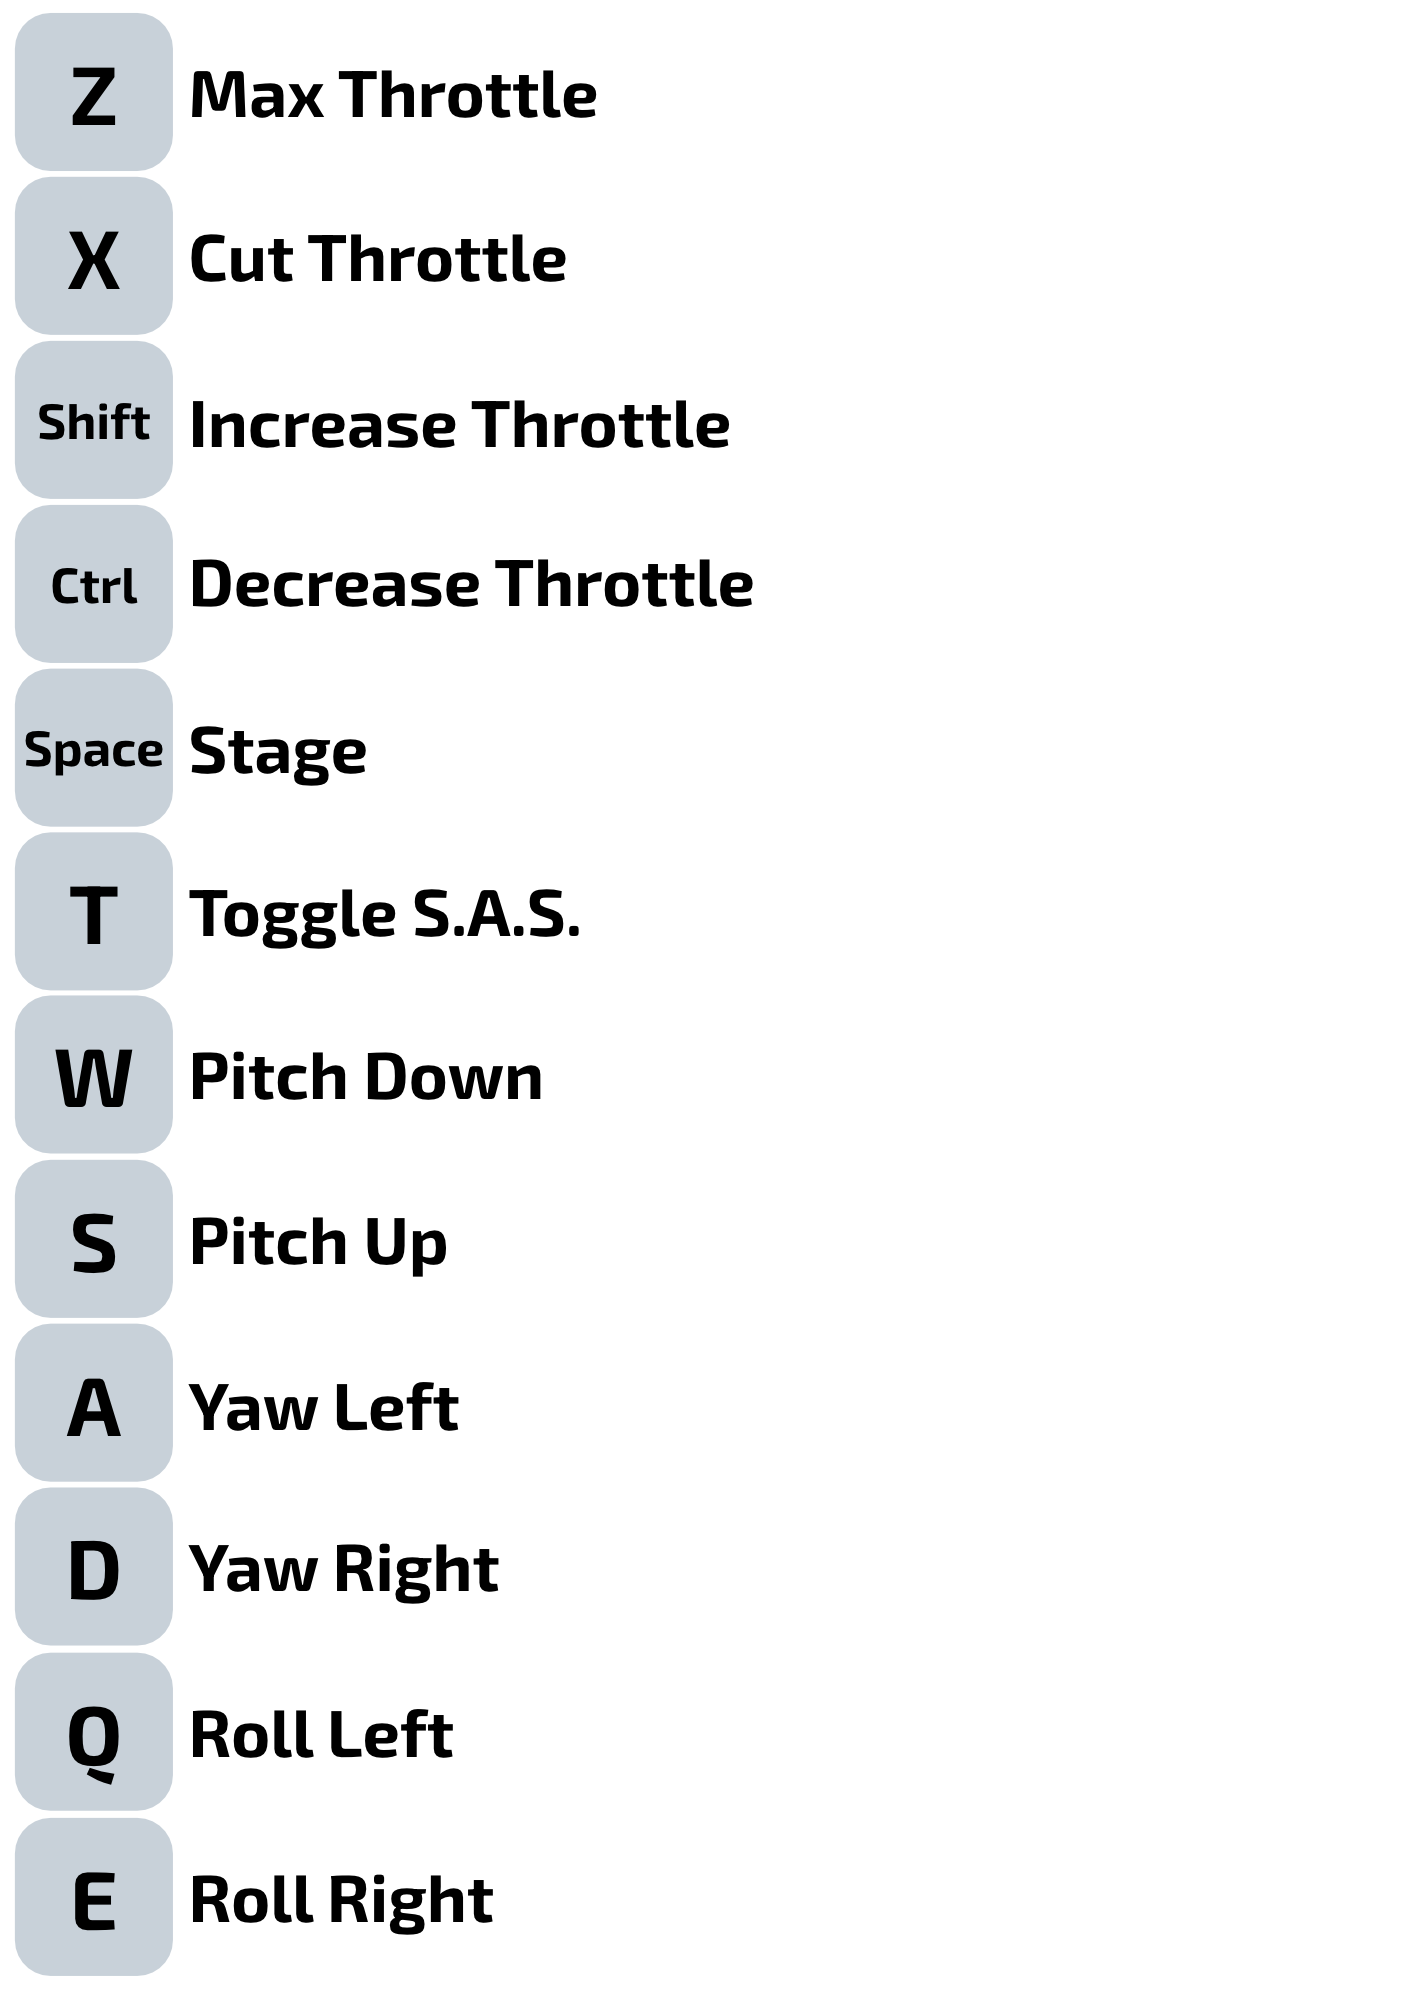 Z Max Throttle
X Cut Throttle
Shift Increase Throttle
Ctrl Decrease Throttle
Space Stage
T Toggle S.A.S.
W Pitch Down
S Pitch Up
A Yaw Left
D Yaw Right
Q Roll Left
E Roll Right